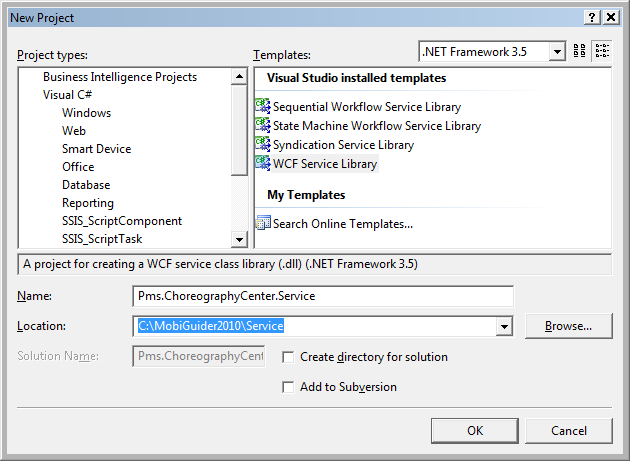 New Project
Project types:
Templates:
.NET Framework 3.5
Business Intelligence Projects
Visual C#
Windows
Web
Smart Device
Office
Database
Reporting
SSIS_ScriptComponent
SSIS_ScriptTask
Visual Studio installed templates
Sequential Workflow Service Library
State Machine Workflow Service Library
Syndication Service Library
WCF Service Library
My Templates
Search Online Templates...
A project for creating a WCF service class library (.dll) (.NET Framework 3.5)
Name:
Pms.ChoreographyCenter.Service
Location:
C:\MobiGuider2010\Service
Browse...
Solution Name:
Pms.ChoreographyCent
Create directory for solution
Add to Subversion
OK
Cancel